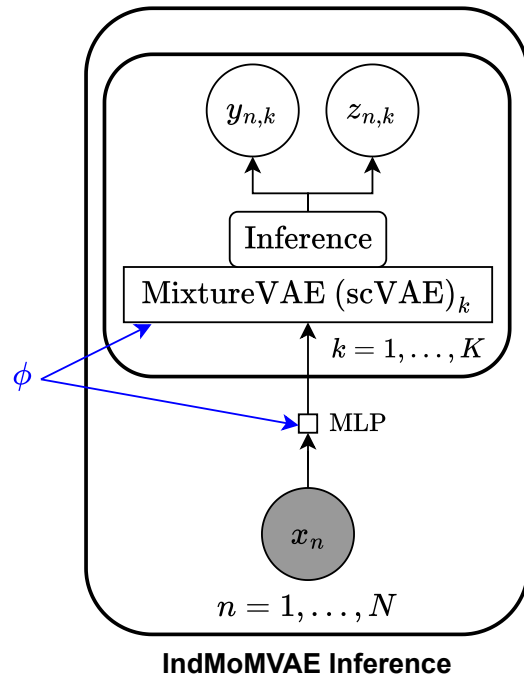 y_{n,k}
z_{n,k}
Inference
MixtureVAE (scVAE)_k
k = 1, . . . , K
ϕ
MLP
x_n
n = 1, . . . , N
IndMoMVAE Inference